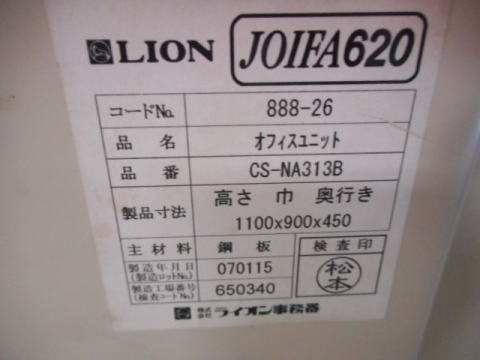 LION JOIFA620
コードNo. 888-26
品名 オフィスユニット
品番 CS-NA313B
製品寸法 高さ 巾 奥行き
1100x900x450
主材料 鋼板 検査印
製造年月日
(製造ロットNo.) 070115 松本
製造工場番号
(検査コードNo.) 650340
株式会社 ライオン事務器